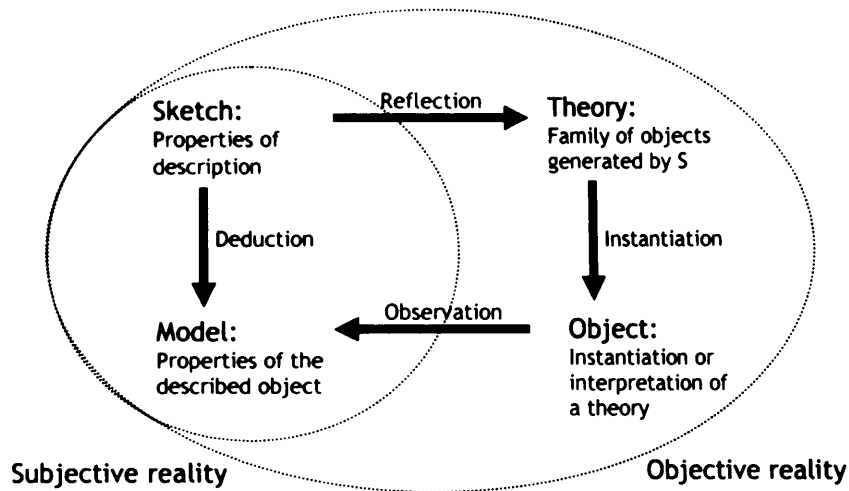 Sketch:
Properties of
description
Reflection
Theory:
Family of objects
generated by S
Deduction
Instantiation
Model:
Properties of the
described object
Observation
Object:
Instantiation or
interpretation of
a theory
Subjective reality
Objective reality